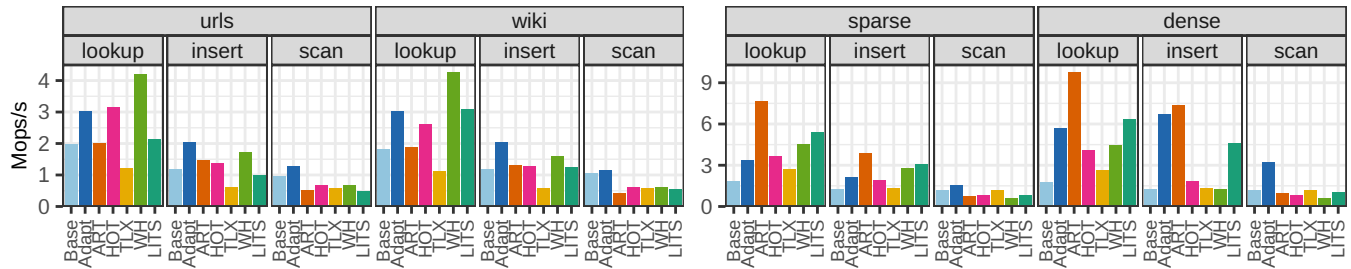 urls wiki sparse dense
lookup insert scan lookup insert scan lookup insert scan lookup insert scan
Mops/s
4
3
2
1
0
9
6
3
0
Base Adapt ART HOT TLX WH LITS Base Adapt ART HOT TLX WH LITS Base Adapt ART HOT TLX WH LITS Base Adapt ART HOT TLX WH LITS Base Adapt ART HOT TLX WH LITS Base Adapt ART HOT TLX WH LITS Base Adapt ART HOT TLX WH LITS Base Adapt ART HOT TLX WH LITS Base Adapt ART HOT TLX WH LITS Base Adapt ART HOT TLX WH LITS Base Adapt ART HOT TLX WH LITS Base Adapt ART HOT TLX WH LITS